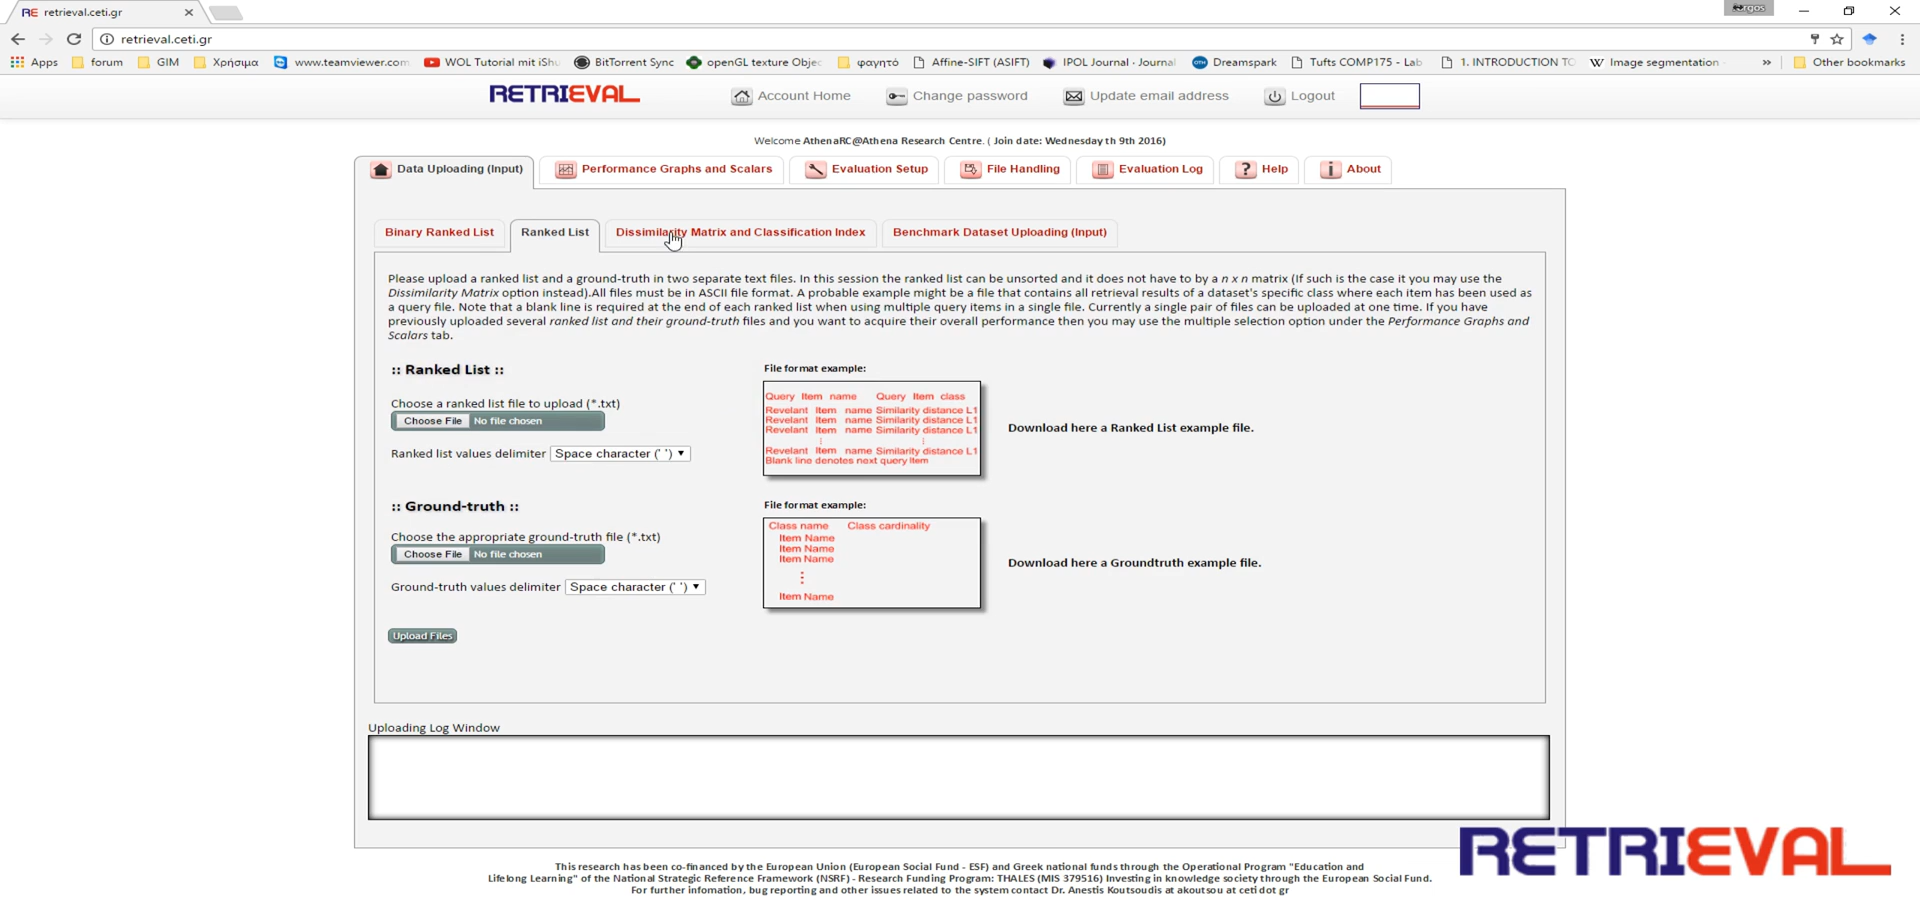 RE retrieval.ceti.gr
retrieval.ceti.gr
Apps forum GIM Χρήσιμα www.teamviewer.com WOL Tutorial mit iShu BitTorrent Sync openGL texture Objec φαγητό Affine-SIFT (ASIFT) IPOL Journal · Journal Dreamspark Tufts COMP175 - Lab 1. INTRODUCTION TO Image segmentation » Other bookmarks
RETRIEVAL Account Home Change password Update email address Logout
Welcome AthenaRC@Athena Research Centre. ( Join date: Wednesday th 9th 2016)
Data Uploading (Input) Performance Graphs and Scalars Evaluation Setup File Handling Evaluation Log Help About
Binary Ranked List Ranked List Dissimilarity Matrix and Classification Index Benchmark Dataset Uploading (Input)
Please upload a ranked list and a ground-truth in two separate text files. In this session the ranked list can be unsorted and it does not have to by a n x n matrix (If such is the case it you may use the
Dissimilarity Matrix option instead).All files must be in ASCII file format. A probable example might be a file that contains all retrieval results of a dataset's specific class where each item has been used as
a query file. Note that a blank line is required at the end of each ranked list when using multiple query items in a single file. Currently a single pair of files can be uploaded at one time. If you have
previously uploaded several ranked list and their ground-truth files and you want to acquire their overall performance then you may use the multiple selection option under the Performance Graphs and
Scalars tab.
:: Ranked List ::
Choose a ranked list file to upload (*.txt)
Choose File No file chosen
Ranked list values delimiter Space character (' ')
File format example:
Query Item name Query Item class
Revelant Item name Similarity distance L1
Revelant Item name Similarity distance L1
Revelant Item name Similarity distance L1
Revelant Item name Similarity distance L1
Blank line denotes next query Item
Download here a Ranked List example file.
:: Ground-truth ::
Choose the appropriate ground-truth file (*.txt)
Choose File No file chosen
Ground-truth values delimiter Space character (' ')
File format example:
Class name Class cardinality
Item Name
Item Name
Item Name
Item Name
Download here a Groundtruth example file.
Upload Files
Uploading Log Window
RETRIEVAL
This research has been co-financed by the European Union (European Social Fund - ESF) and Greek national funds through the Operational Program "Education and
Lifelong Learning" of the National Strategic Reference Framework (NSRF) - Research Funding Program: THALES (MIS 379516) Investing in knowledge society through the European Social Fund.
For further infomation, bug reporting and other issues related to the system contact Dr. Anestis Koutsoudis at akoutsou at ceti dot gr